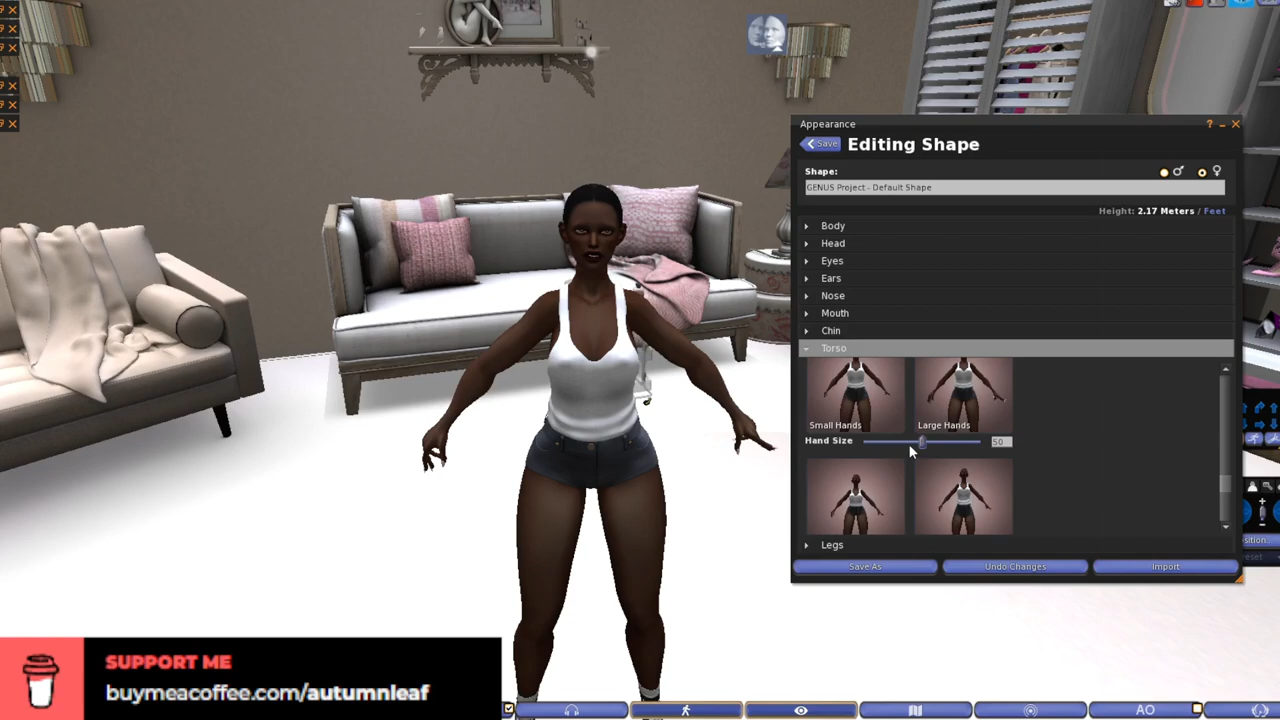 Appearance
? _ ×
Save
Editing Shape
Shape:
GENUS Project - Default Shape
Height: 2.17 Meters / Feet
Body
Head
Eyes
Ears
Nose
Mouth
Chin
Torso
Small Hands
Large Hands
Hand Size
50
Legs
Save As
Undo Changes
Import
SUPPORT ME
buymeacoffee.com/autumnleaf
AO